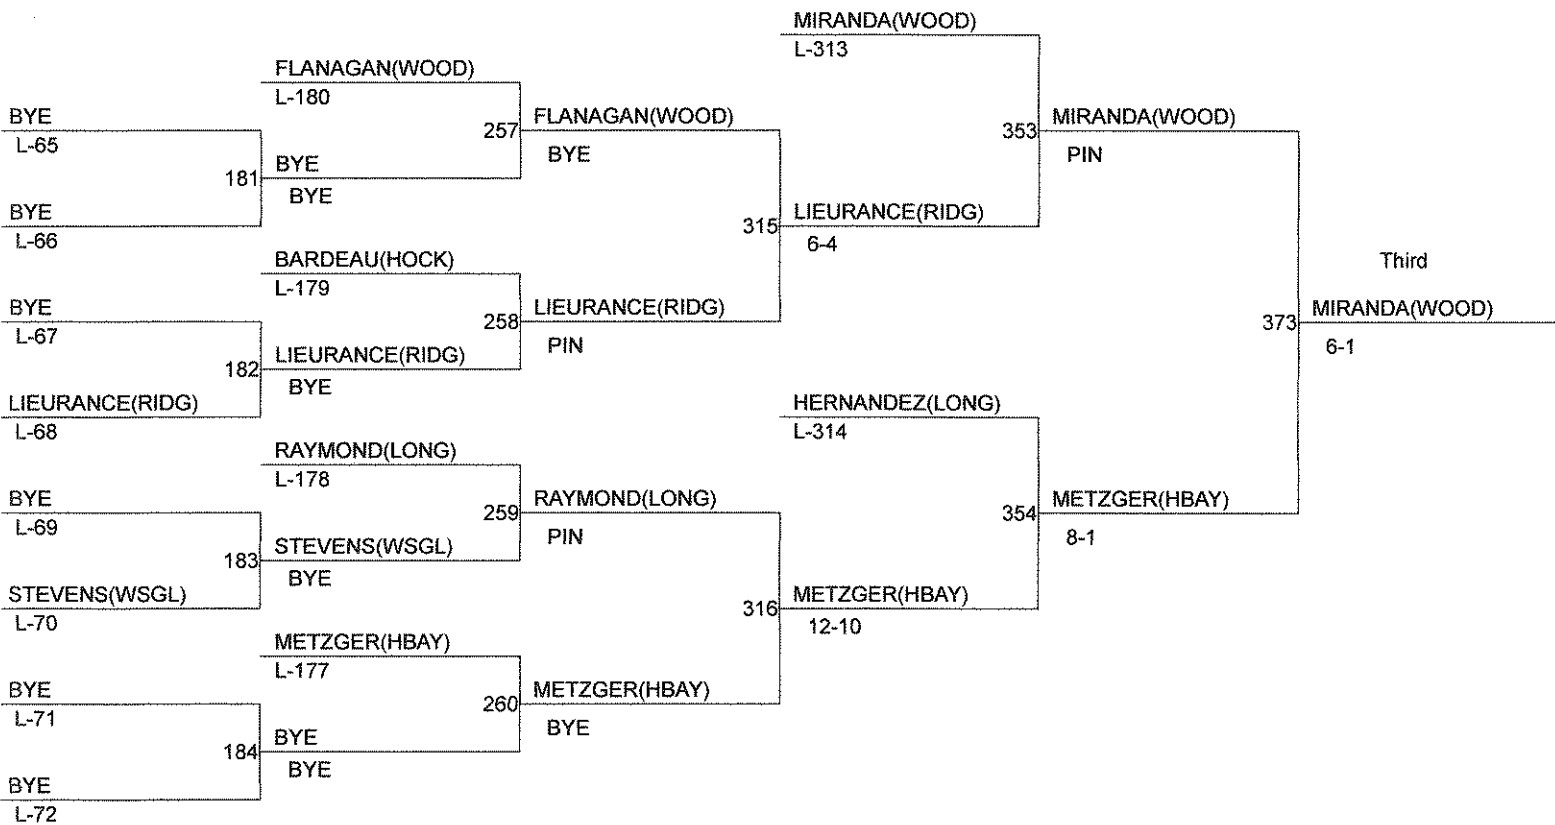 MIRANDA(WOOD)
L-313
FLANAGAN(WOOD)
L-180
BYE
L-65
257
FLANAGAN(WOOD)
BYE
353
MIRANDA(WOOD)
PIN
181
BYE
BYE
BYE
L-66
315
LIEURANCE(RIDG)
6-4
BARDEAU(HOCK)
L-179
Third
BYE
L-67
258
LIEURANCE(RIDG)
PIN
373
MIRANDA(WOOD)
6-1
182
LIEURANCE(RIDG)
BYE
LIEURANCE(RIDG)
L-68
HERNANDEZ(LONG)
L-314
RAYMOND(LONG)
L-178
BYE
L-69
259
RAYMOND(LONG)
PIN
354
METZGER(HBAY)
8-1
183
STEVENS(WSGL)
BYE
STEVENS(WSGL)
L-70
316
METZGER(HBAY)
12-10
METZGER(HBAY)
L-177
BYE
L-71
260
METZGER(HBAY)
BYE
184
BYE
BYE
BYE
L-72